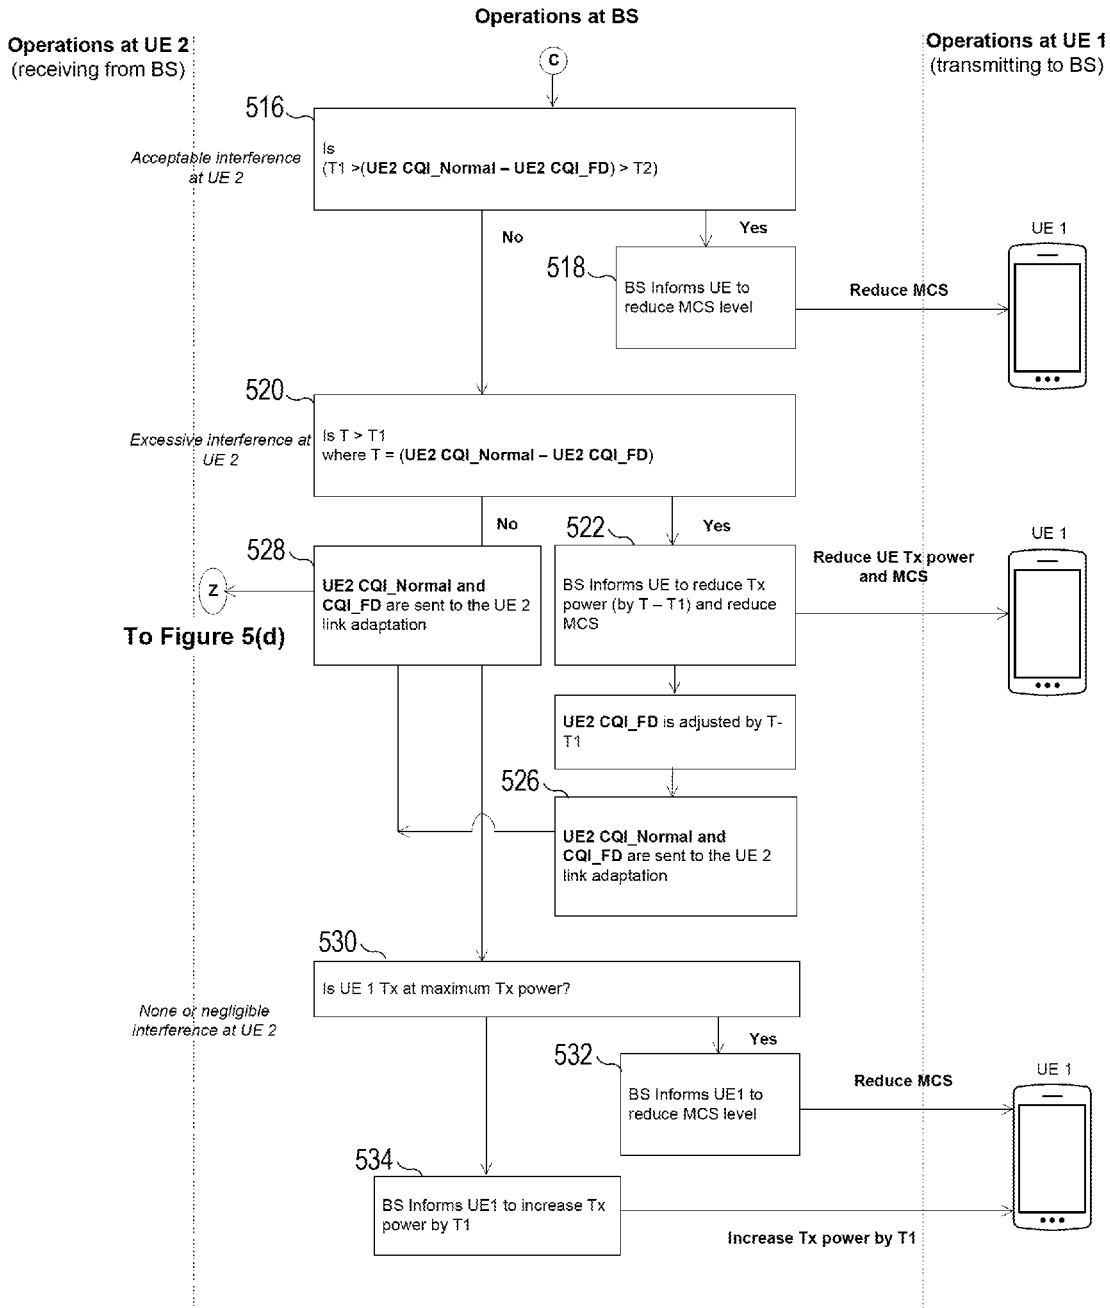 Operations at BS
Operations at UE 2
(receiving from BS)
Operations at UE 1
(transmitting to BS)
C
516
Acceptable interference
at UE 2
Is
(T1 >(UE2 CQI_Normal – UE2 CQI_FD) > T2)
No
Yes
UE 1
518
BS Informs UE to
reduce MCS level
Reduce MCS
520
Excessive interference at
UE 2
Is T > T1
where T = (UE2 CQI_Normal – UE2 CQI_FD)
No
Yes
UE 1
528
522
Reduce UE Tx power
and MCS
Z
UE2 CQI_Normal and
CQI_FD are sent to the UE 2
link adaptation
BS Informs UE to reduce Tx
power (by T – T1) and reduce
MCS
To Figure 5(d)
UE2 CQI_FD is adjusted by T-
T1
526
UE2 CQI_Normal and
CQI_FD are sent to the UE 2
link adaptation
530
Is UE 1 Tx at maximum Tx power?
None or negligible
interference at UE 2
Yes
532
UE 1
BS Informs UE1 to
reduce MCS level
Reduce MCS
534
BS Informs UE1 to increase Tx
power by T1
Increase Tx power by T1